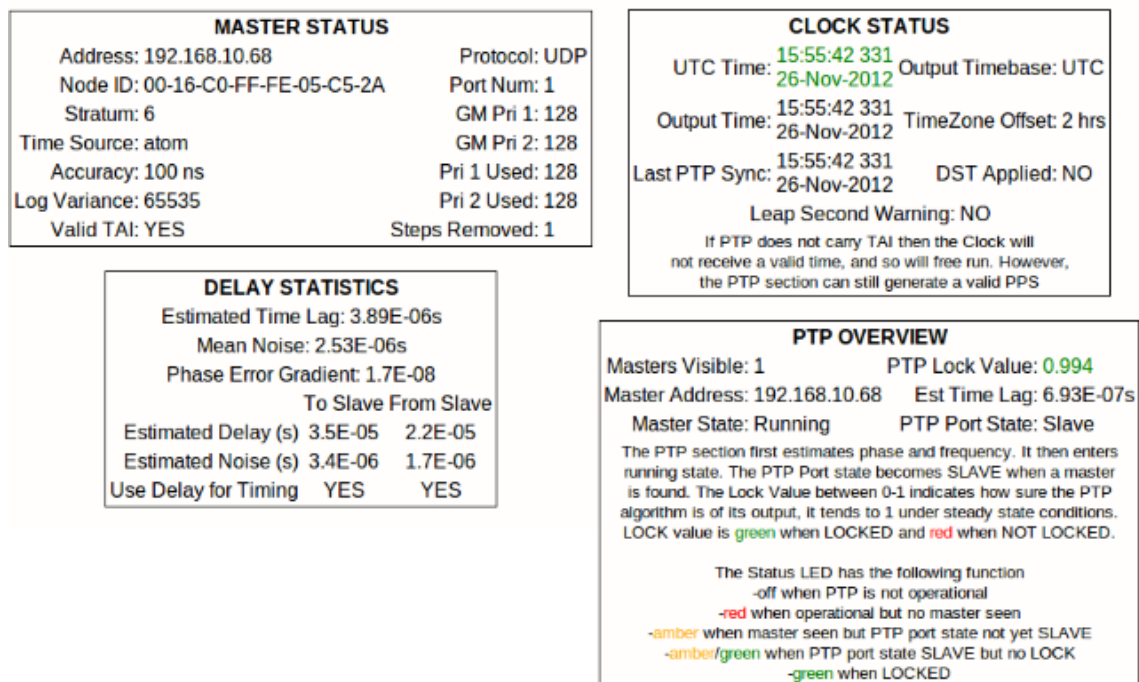 MASTER STATUS
Address: 192.168.10.68 Protocol: UDP
Node ID: 00-16-C0-FF-FE-05-C5-2A Port Num: 1
Stratum: 6 GM Pri 1: 128
Time Source: atom GM Pri 2: 128
Accuracy: 100 ns Pri 1 Used: 128
Log Variance: 65535 Pri 2 Used: 128
Valid TAI: YES Steps Removed: 1
CLOCK STATUS
UTC Time: 15:55:42 331 26-Nov-2012 Output Timebase: UTC
Output Time: 15:55:42 331 26-Nov-2012 TimeZone Offset: 2 hrs
Last PTP Sync: 15:55:42 331 26-Nov-2012 DST Applied: NO
Leap Second Warning: NO
If PTP does not carry TAI then the Clock will
not receive a valid time, and so will free run. However,
the PTP section can still generate a valid PPS
DELAY STATISTICS
Estimated Time Lag: 3.89E-06s
Mean Noise: 2.53E-06s
Phase Error Gradient: 1.7E-08
To Slave From Slave
Estimated Delay (s) 3.5E-05 2.2E-05
Estimated Noise (s) 3.4E-06 1.7E-06
Use Delay for Timing YES YES
PTP OVERVIEW
Masters Visible: 1 PTP Lock Value: 0.994
Master Address: 192.168.10.68 Est Time Lag: 6.93E-07s
Master State: Running PTP Port State: Slave
The PTP section first estimates phase and frequency. It then enters
running state. The PTP Port state becomes SLAVE when a master
is found. The Lock Value between 0-1 indicates how sure the PTP
algorithm is of its output, it tends to 1 under steady state conditions.
LOCK value is green when LOCKED and red when NOT LOCKED.
The Status LED has the following function
-off when PTP is not operational
-red when operational but no master seen
-amber when master seen but PTP port state not yet SLAVE
-amber/green when PTP port state SLAVE but no LOCK
-green when LOCKED